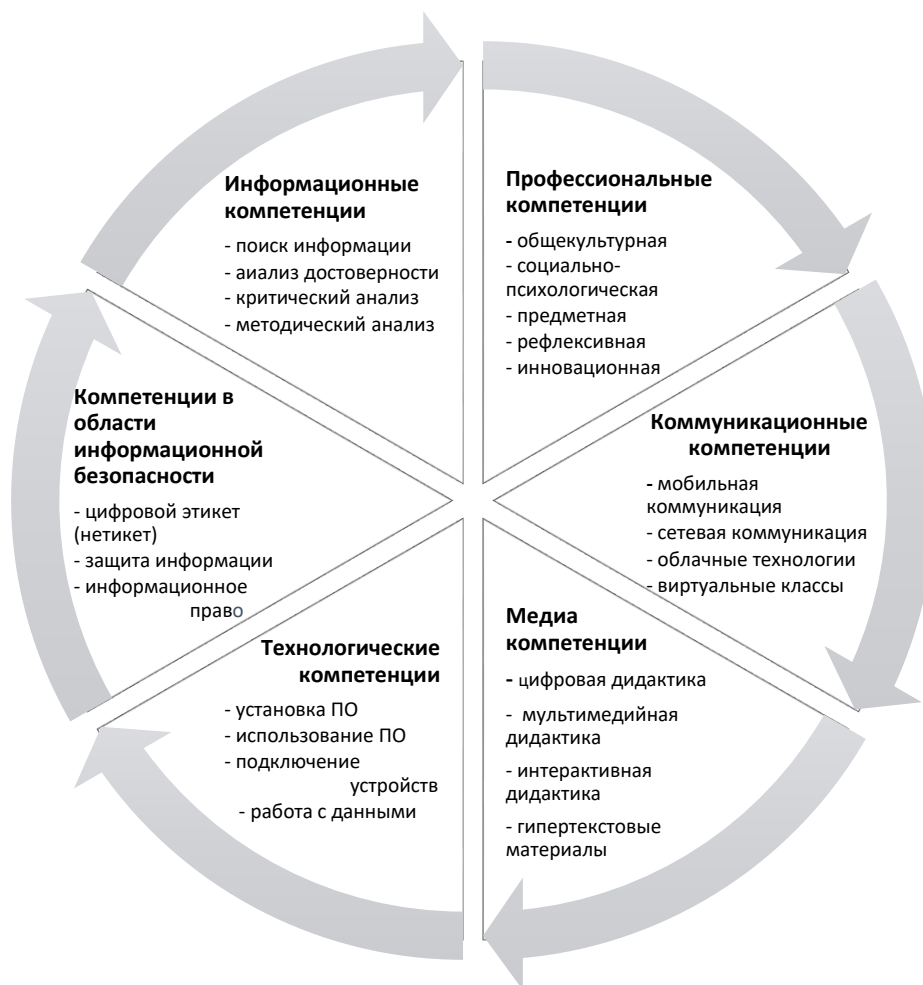 Информационные
компетенции
- поиск информации
- аиализ достоверности
- критический анализ
- методический анализ
Профессиональные
компетенции
- общекультурная
- социально-
психологическая
- предметная
- рефлексивная
- инновационная
Коммуникационные
компетенции
- мобильная
коммуникация
- сетевая коммуникация
- облачные технологии
- виртуальные классы
Медиа
компетенции
- цифровая дидактика
- мультимедийная
дидактика
- интерактивная
дидактика
- гипертекстовые
материалы
Технологические
компетенции
- установка ПО
- использование ПО
- подключение
устройств
- работа с данными
Компетенции в
области
информационной
безопасности
- цифровой этикет
(нетикет)
- защита информации
- информационное
право